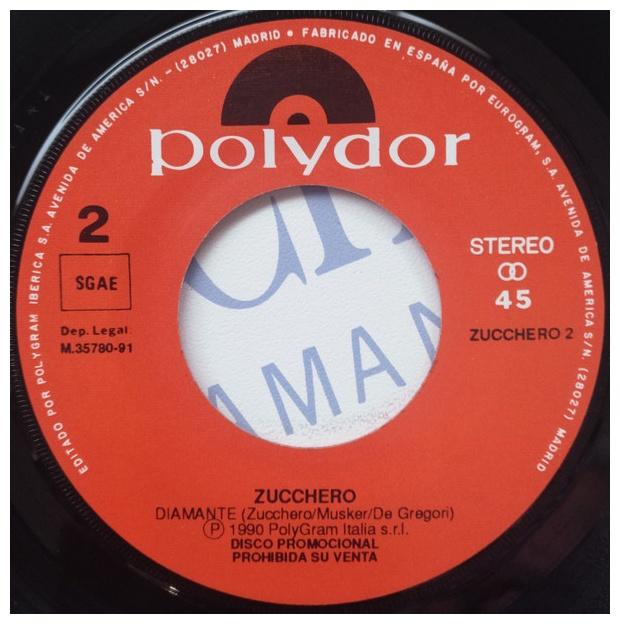 EDITADO POR POLYGRAM IBERICA S.A. AVENIDA DE AMERICA S/N. - (28027) MADRID • FABRICADO EN ESPAÑA POR EUROGRAM, S.A. AVENIDA DE AMERICA S/N. (28027) MADRID
polydor
2
SGAE
Dep. Legal:
M.35780-91
STEREO
45
ZUCCHERO 2
AMAN
ZUCCHERO
DIAMANTE (Zucchero/Musker/De Gregori)
Ⓟ 1990 PolyGram Italia s.r.l.
DISCO PROMOCIONAL
PROHIBIDA SU VENTA